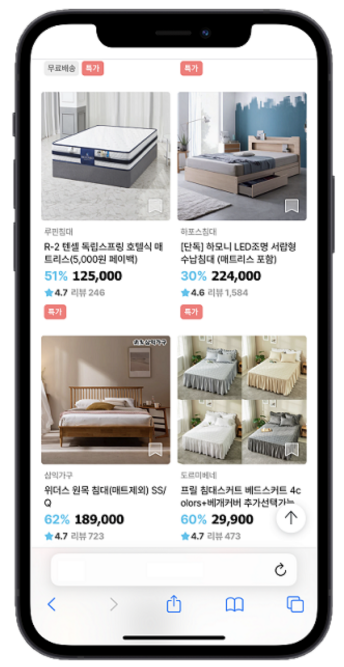 무료배송 특가 특가
루핀침대
R-2 텐셀 독립스프링 호텔식 매
트리스(5,000원 페이백)
51% 125,000
4.7 리뷰 246
특가
하포스침대
[단독] 하모니 LED조명 서랍형
수납침대 (매트리스 포함)
30% 224,000
4.6 리뷰 1,584
특가
삼익가구
위더스 원목 침대(매트제외) SS/
Q
62% 189,000
4.7 리뷰 723
도르미베네
프릴 침대스커트 베드스커트 4c
olors+베개커버 추가선택가능
60% 29,900
4.7 리뷰 473